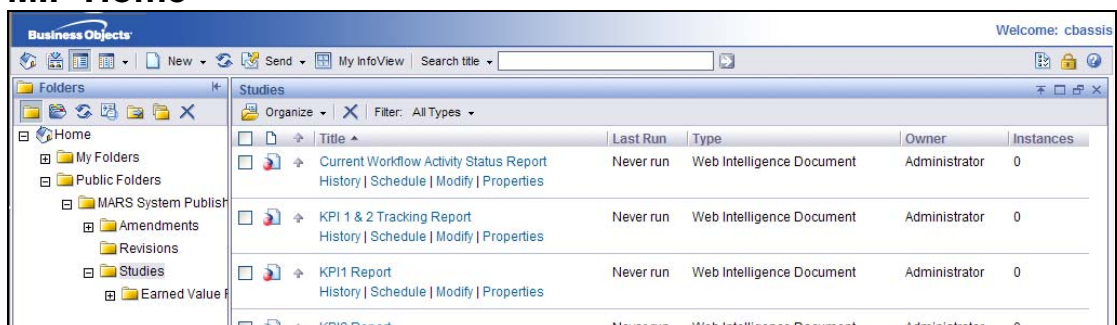 Business Objects
Welcome: cbassis
New Send My InfoView Search title
Folders
Studies
Organize Filter: All Types
Home
My Folders
Public Folders
MARS System Publish
Amendments
Revisions
Studies
Earned Value
Title Last Run Type Owner Instances
Current Workflow Activity Status Report Never run Web Intelligence Document Administrator 0
History | Schedule | Modify | Properties
KPI 1 & 2 Tracking Report Never run Web Intelligence Document Administrator 0
History | Schedule | Modify | Properties
KPI1 Report Never run Web Intelligence Document Administrator 0
History | Schedule | Modify | Properties